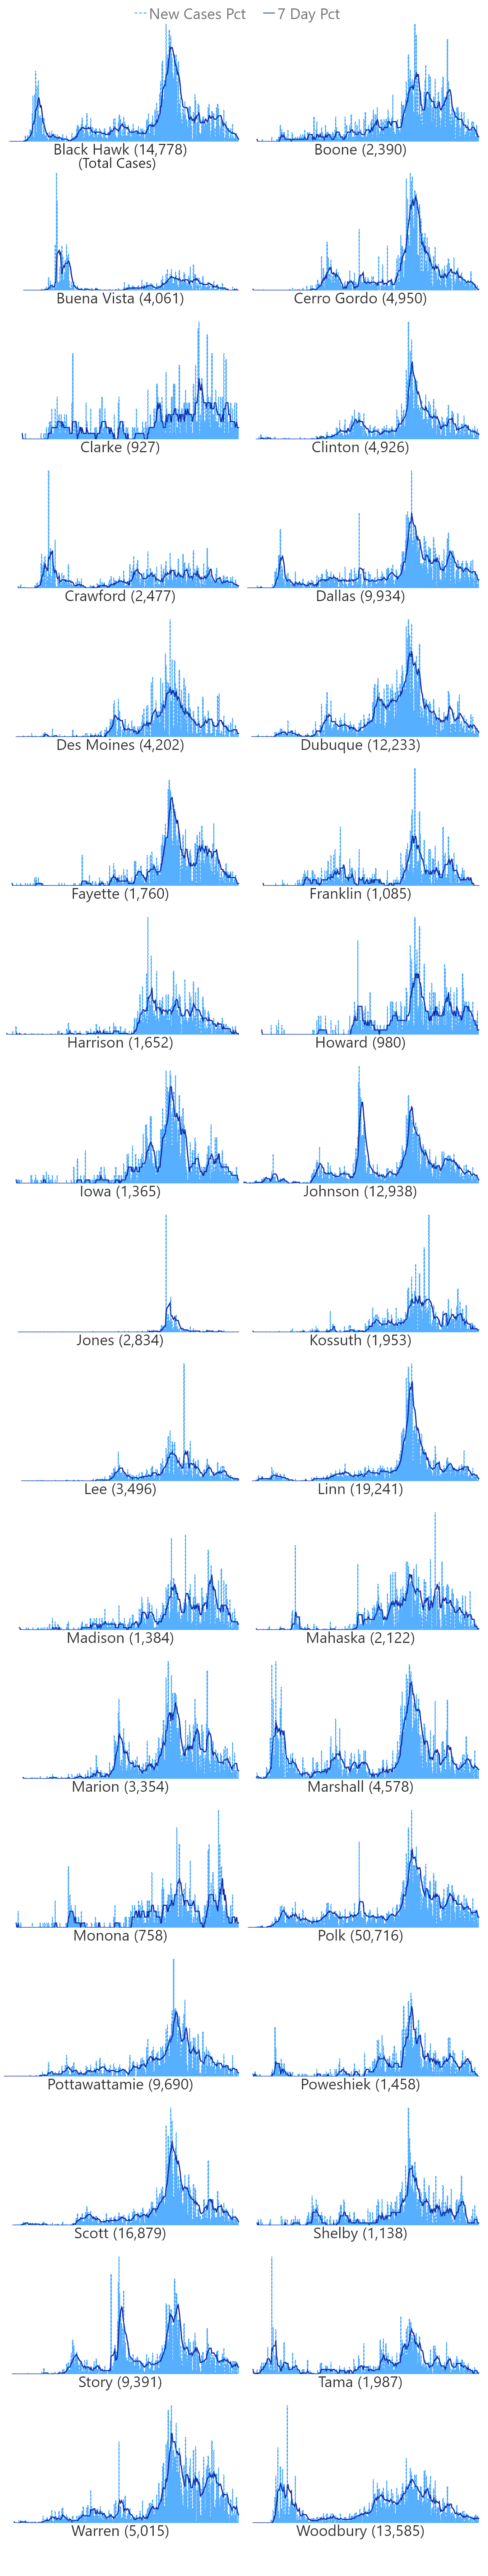 New Cases Pct 7 Day Pct
Black Hawk (14,778)
(Total Cases)
Boone (2,390)
Buena Vista (4,061)
Cerro Gordo (4,950)
Clarke (927)
Clinton (4,926)
Crawford (2,477)
Dallas (9,934)
Des Moines (4,202)
Dubuque (12,233)
Fayette (1,760)
Franklin (1,085)
Harrison (1,652)
Howard (980)
Iowa (1,365)
Johnson (12,938)
Jones (2,834)
Kossuth (1,953)
Lee (3,496)
Linn (19,241)
Madison (1,384)
Mahaska (2,122)
Marion (3,354)
Marshall (4,578)
Monona (758)
Polk (50,716)
Pottawattamie (9,690)
Poweshiek (1,458)
Scott (16,879)
Shelby (1,138)
Story (9,391)
Tama (1,987)
Warren (5,015)
Woodbury (13,585)